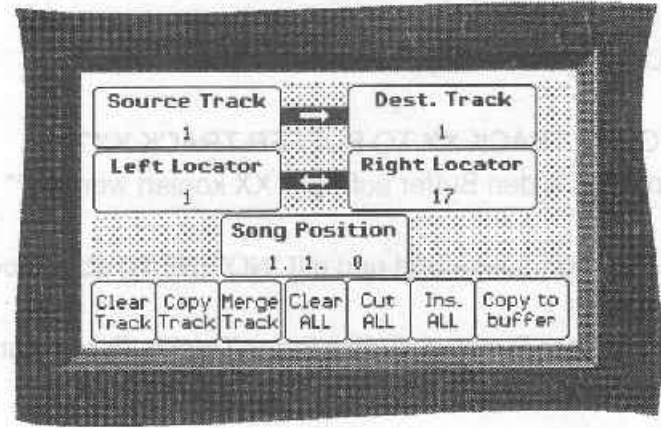 Source Track
1
Dest. Track
1
Left Locator
1
Right Locator
17
Song Position
1 1. 0
Clear Track
Copy Track
Merge Track
Clear ALL
Cut ALL
Ins. ALL
Copy to buffer